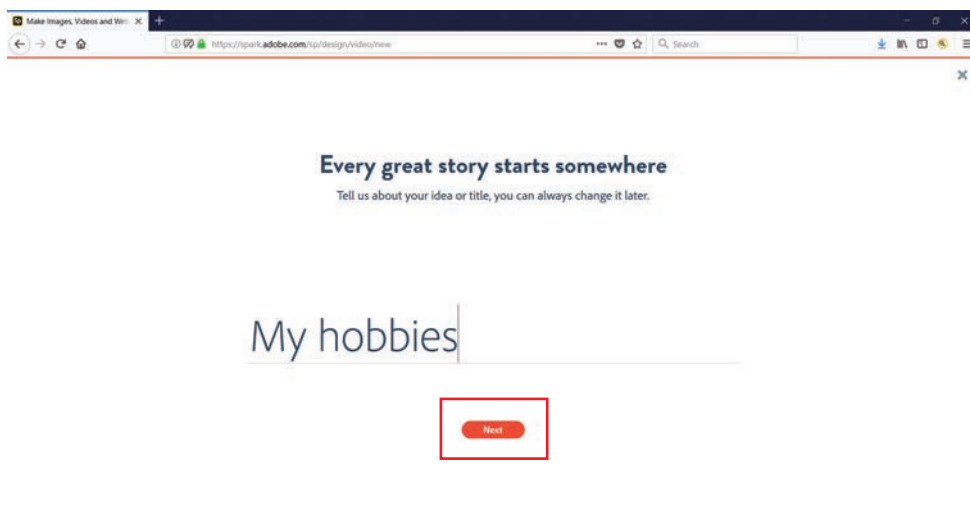 Make Images, Videos and Web
https://spark.adobe.com/sp/design/video/new
Search
Every great story starts somewhere
Tell us about your idea or title, you can always change it later.
My hobbies
Next